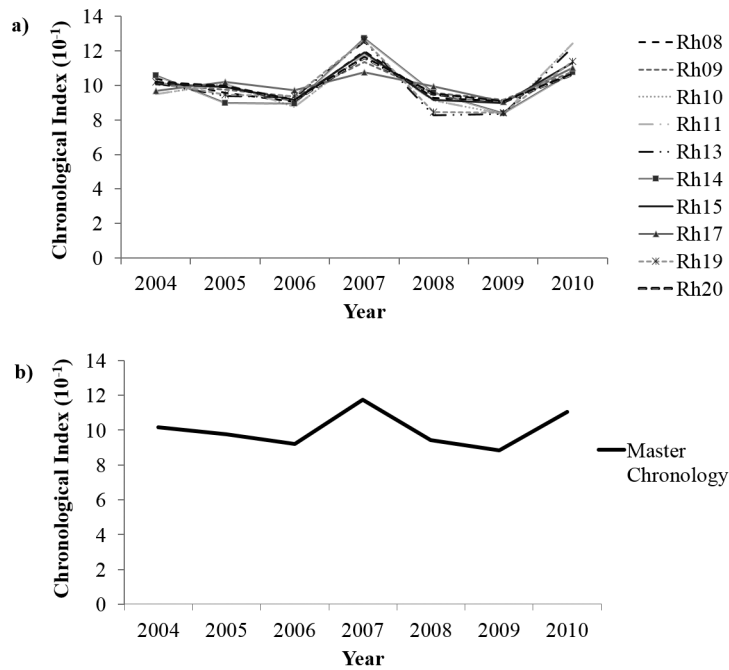 a)
Chronological Index (10⁻¹)
14
12
10
8
6
4
2
0
2004 2005 2006 2007 2008 2009 2010
Year
Rh08
Rh09
Rh10
Rh11
Rh13
Rh14
Rh15
Rh17
Rh19
Rh20
b)
Chronological Index (10⁻¹)
14
12
10
8
6
4
2
0
2004 2005 2006 2007 2008 2009 2010
Year
Master
Chronology